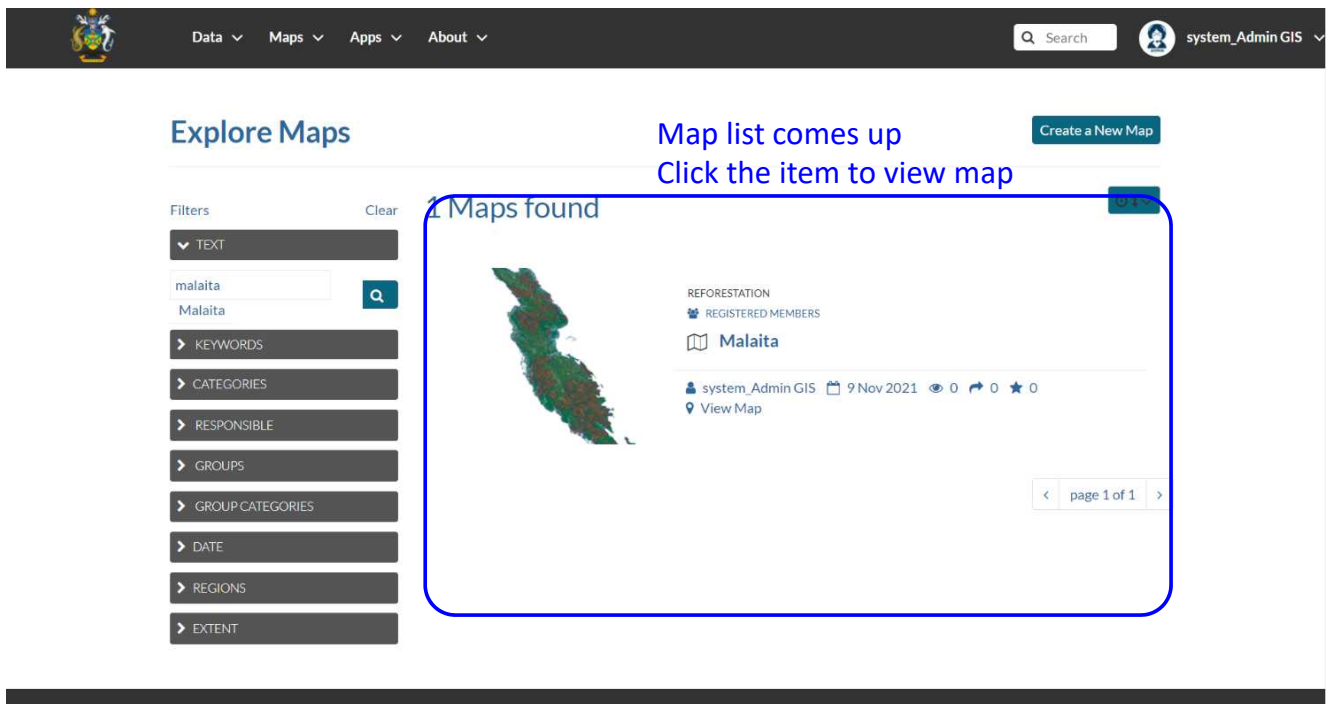 Data Maps Apps About Search system_Admin GIS
Explore Maps
Map list comes up
Click the item to view map
Create a New Map
Filters Clear
TEXT
malaita
Malaita
KEYWORDS
CATEGORIES
RESPONSIBLE
GROUPS
GROUP CATEGORIES
DATE
REGIONS
EXTENT
1 Maps found
REFORESTATION
REGISTERED MEMBERS
Malaita
system_Admin GIS 9 Nov 2021 0 0 0
View Map
< page 1 of 1 >